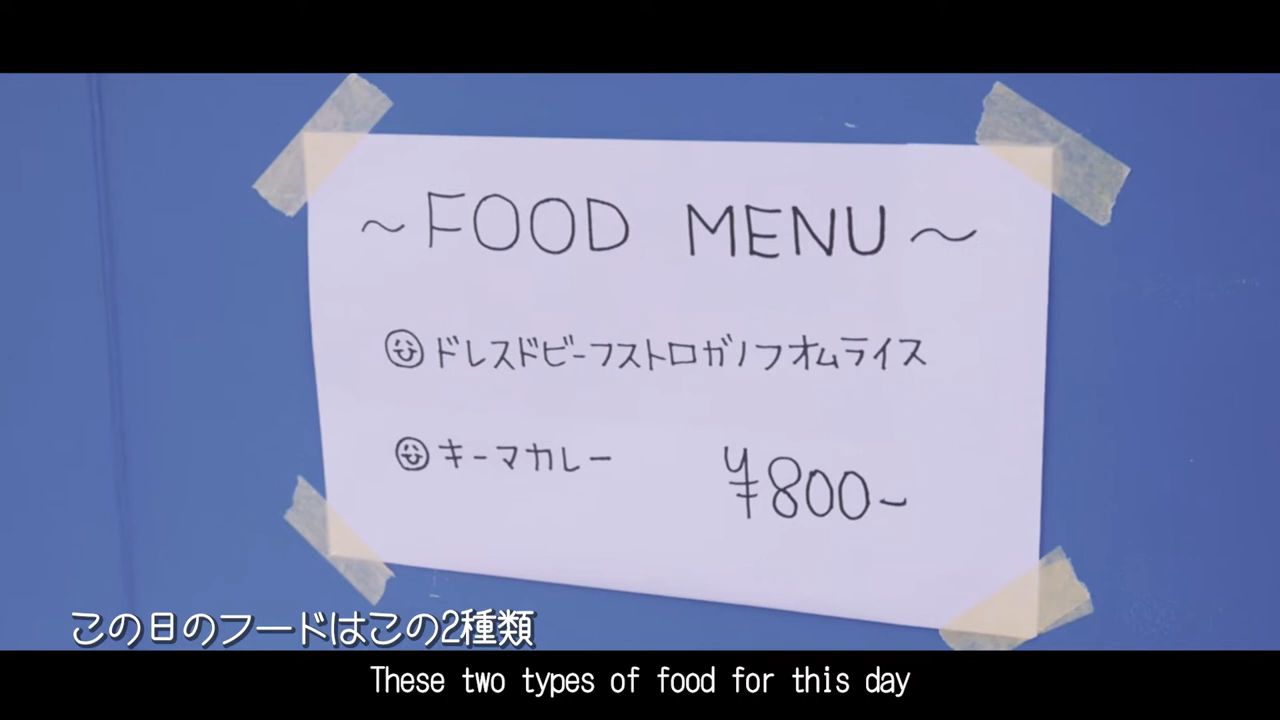 ～FOOD MENU～
ドレスドビーフストロガノフオムライス
キーマカレー ¥800~
この日のフードはこの2種類
These two types of food for this day